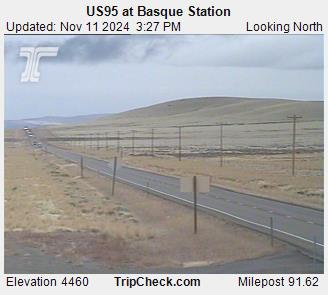 US95 at Basque Station
Updated: Nov 11 2024 3:27 PM Looking North
Elevation 4460 TripCheck.com Milepost 91.62